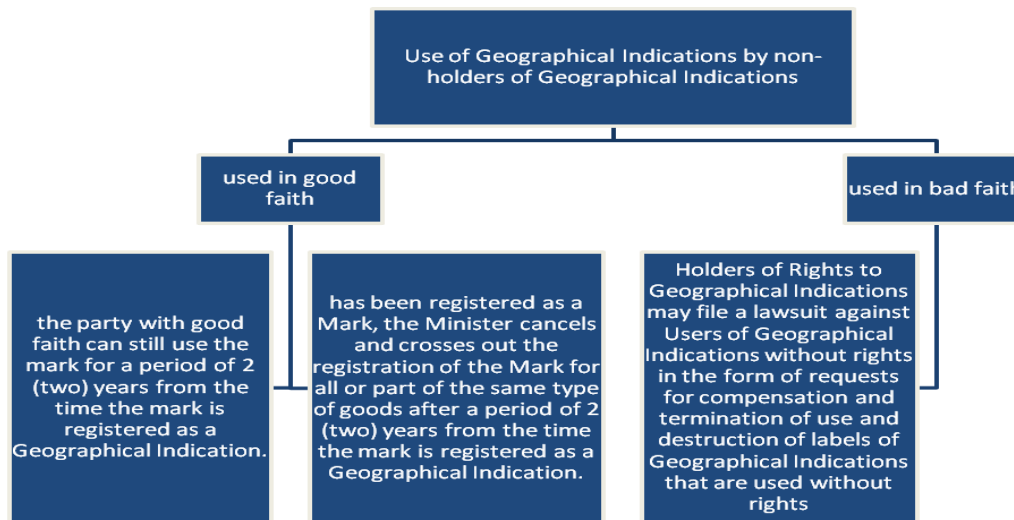 Use of Geographical Indications by non-
holders of Geographical Indications
used in good
faith
used in bad faith
the party with good
faith can still use the
mark for a period of 2
(two) years from the
time the mark is
registered as a
Geographical Indication.
has been registered as a
Mark, the Minister cancels
and crosses out the
registration of the Mark for
all or part of the same type
of goods after a period of 2
(two) years from the time
the mark is registered as a
Geographical Indication.
Holders of Rights to
Geographical Indications
may file a lawsuit against
Users of Geographical
Indications without rights
in the form of requests
for compensation and
termination of use and
destruction of labels of
Geographical Indications
that are used without
rights